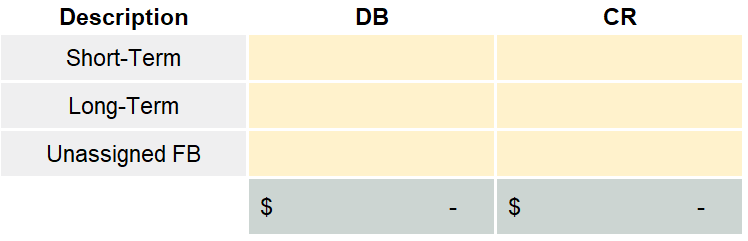 Description DB CR
Short-Term
Long-Term
Unassigned FB
$ - $ -